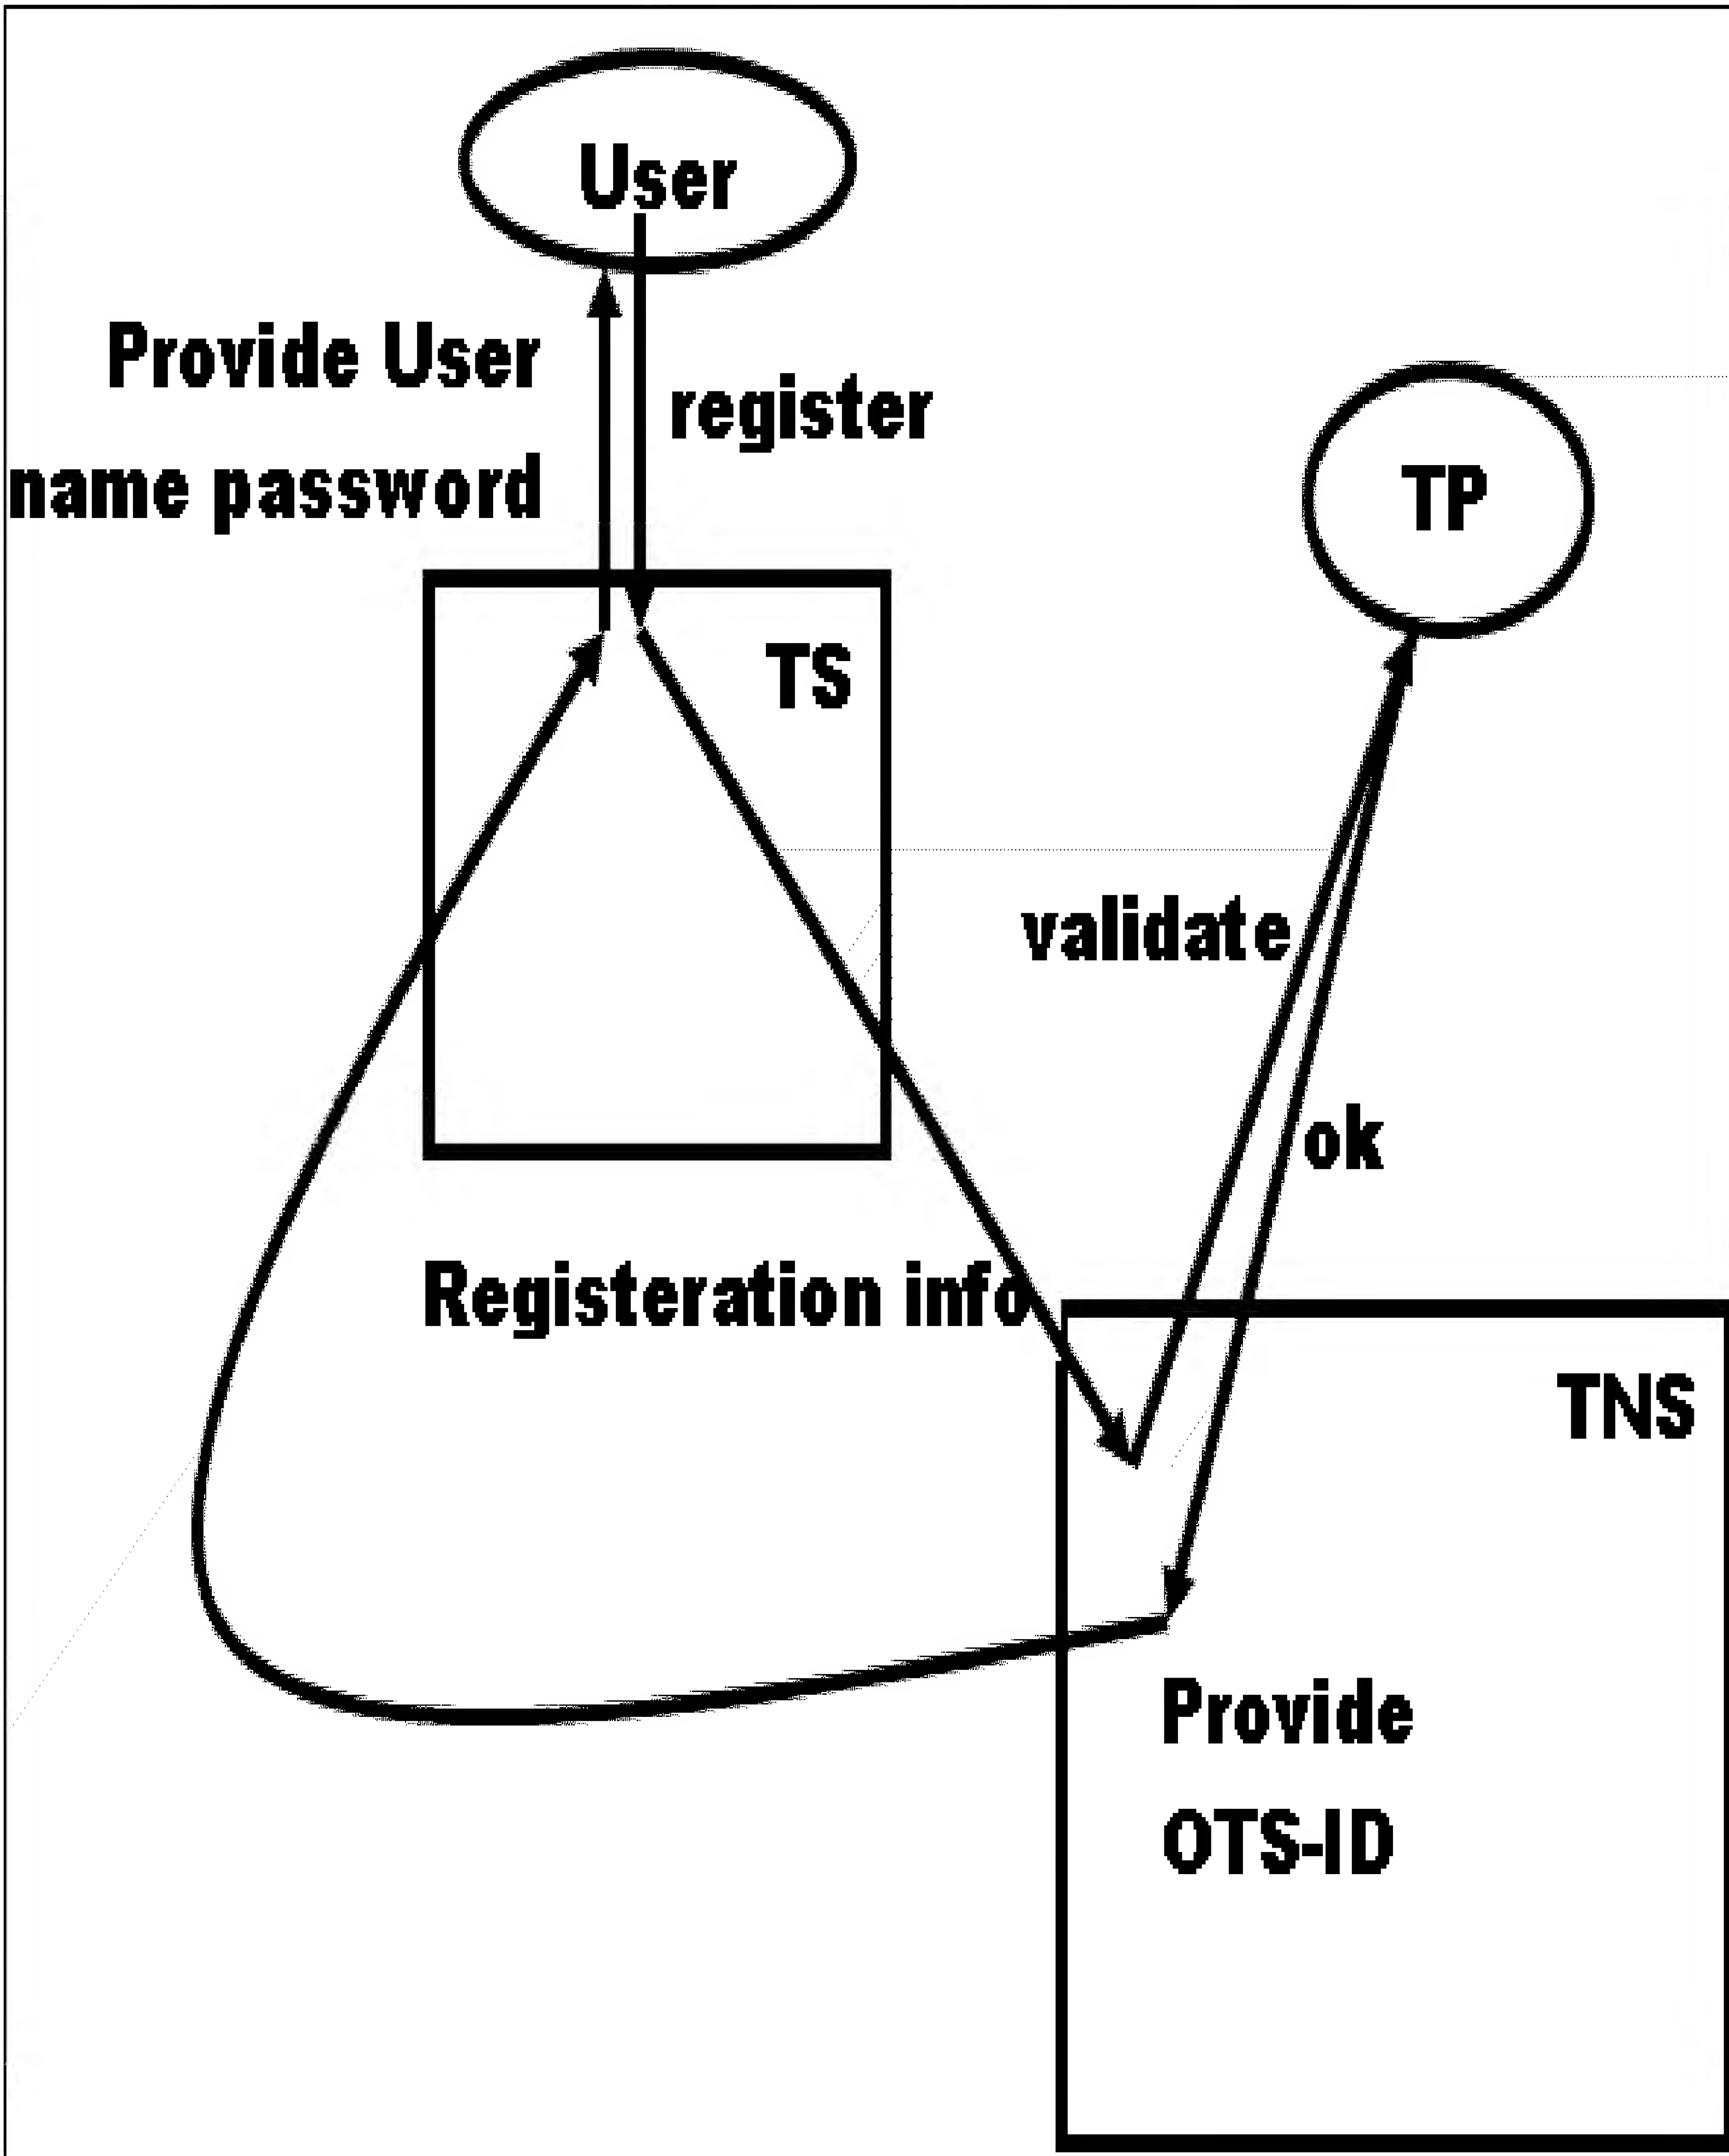 User
Provide User
name password
register
TP
TS
validate
ok
Registeration info
TNS
Provide
OTS-ID